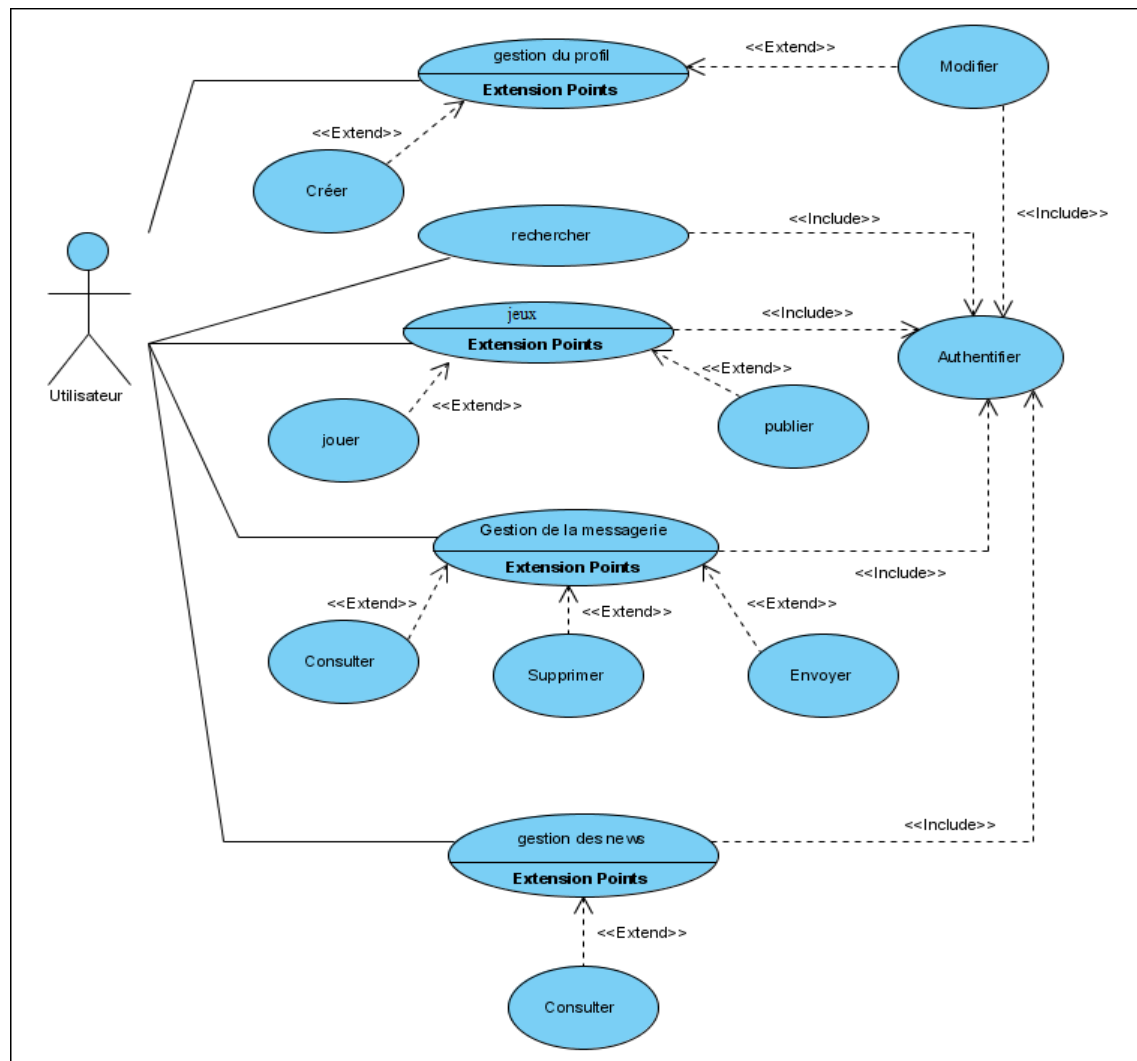 gestion du profil
Extension Points
<<Extend>>
Modifier
<<Extend>>
Créer
<<Include>>
<<Include>>
rechercher
jeux
Extension Points
<<Include>>
Authentifier
Utilisateur
<<Extend>>
<<Extend>>
jouer
publier
Gestion de la messagerie
Extension Points
<<Include>>
<<Extend>>
<<Extend>>
<<Extend>>
Consulter
Supprimer
Envoyer
gestion des news
Extension Points
<<Include>>
<<Extend>>
Consulter